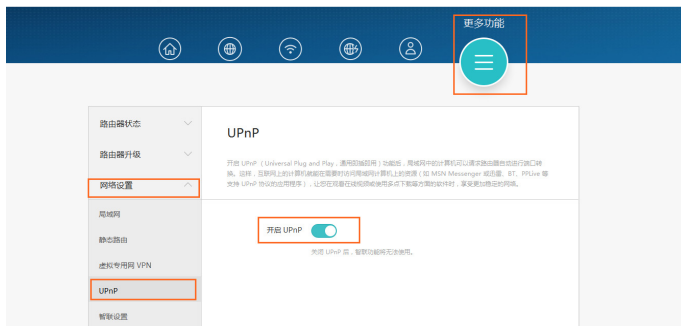 更多功能
路由器状态
UPnP
路由器升级
开启 UPnP （Universal Plug and Play，通用即插即用）功能后，局域网中的计算机可以请求路由器自动进行端口转
换。这样，互联网上的计算机就能在需要时访问局域网计算机上的资源（如 MSN Messenger 或迅雷、BT、PPLive 等
支持 UPnP 协议的应用程序），让您在观看在线视频或使用多点下载等方面的软件时，享受更加稳定的网络。
网络设置
局域网
静态路由
虚拟专用网 VPN
UPnP
智联设置
开启 UPnP
关闭 UPnP 后，智联功能将无法使用。